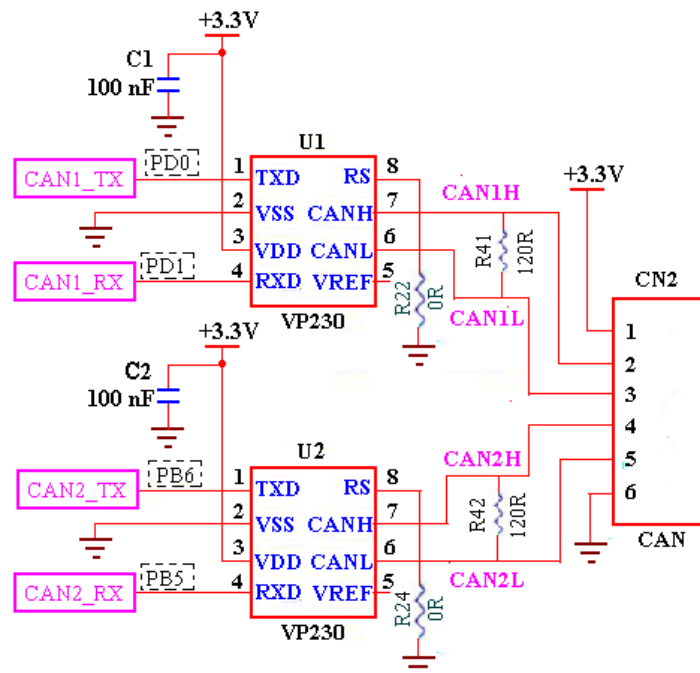 +3.3V
C1
100 nF
U1
CAN1_TX
PD0
1
TXD
RS
8
CAN1H
+3.3V
2
VSS
CANH
7
3
VDD
CANL
6
R41
120R
CAN1_RX
PD1
4
RXD
VREF
5
R22
0R
CAN1L
VP230
CN2
1
2
3
4
5
6
CAN
+3.3V
C2
100 nF
U2
CAN2_TX
PB6
1
TXD
RS
8
CAN2H
2
VSS
CANH
7
R42
120R
3
VDD
CANL
6
CAN2L
CAN2_RX
PB5
4
RXD
VREF
5
R24
0R
VP230